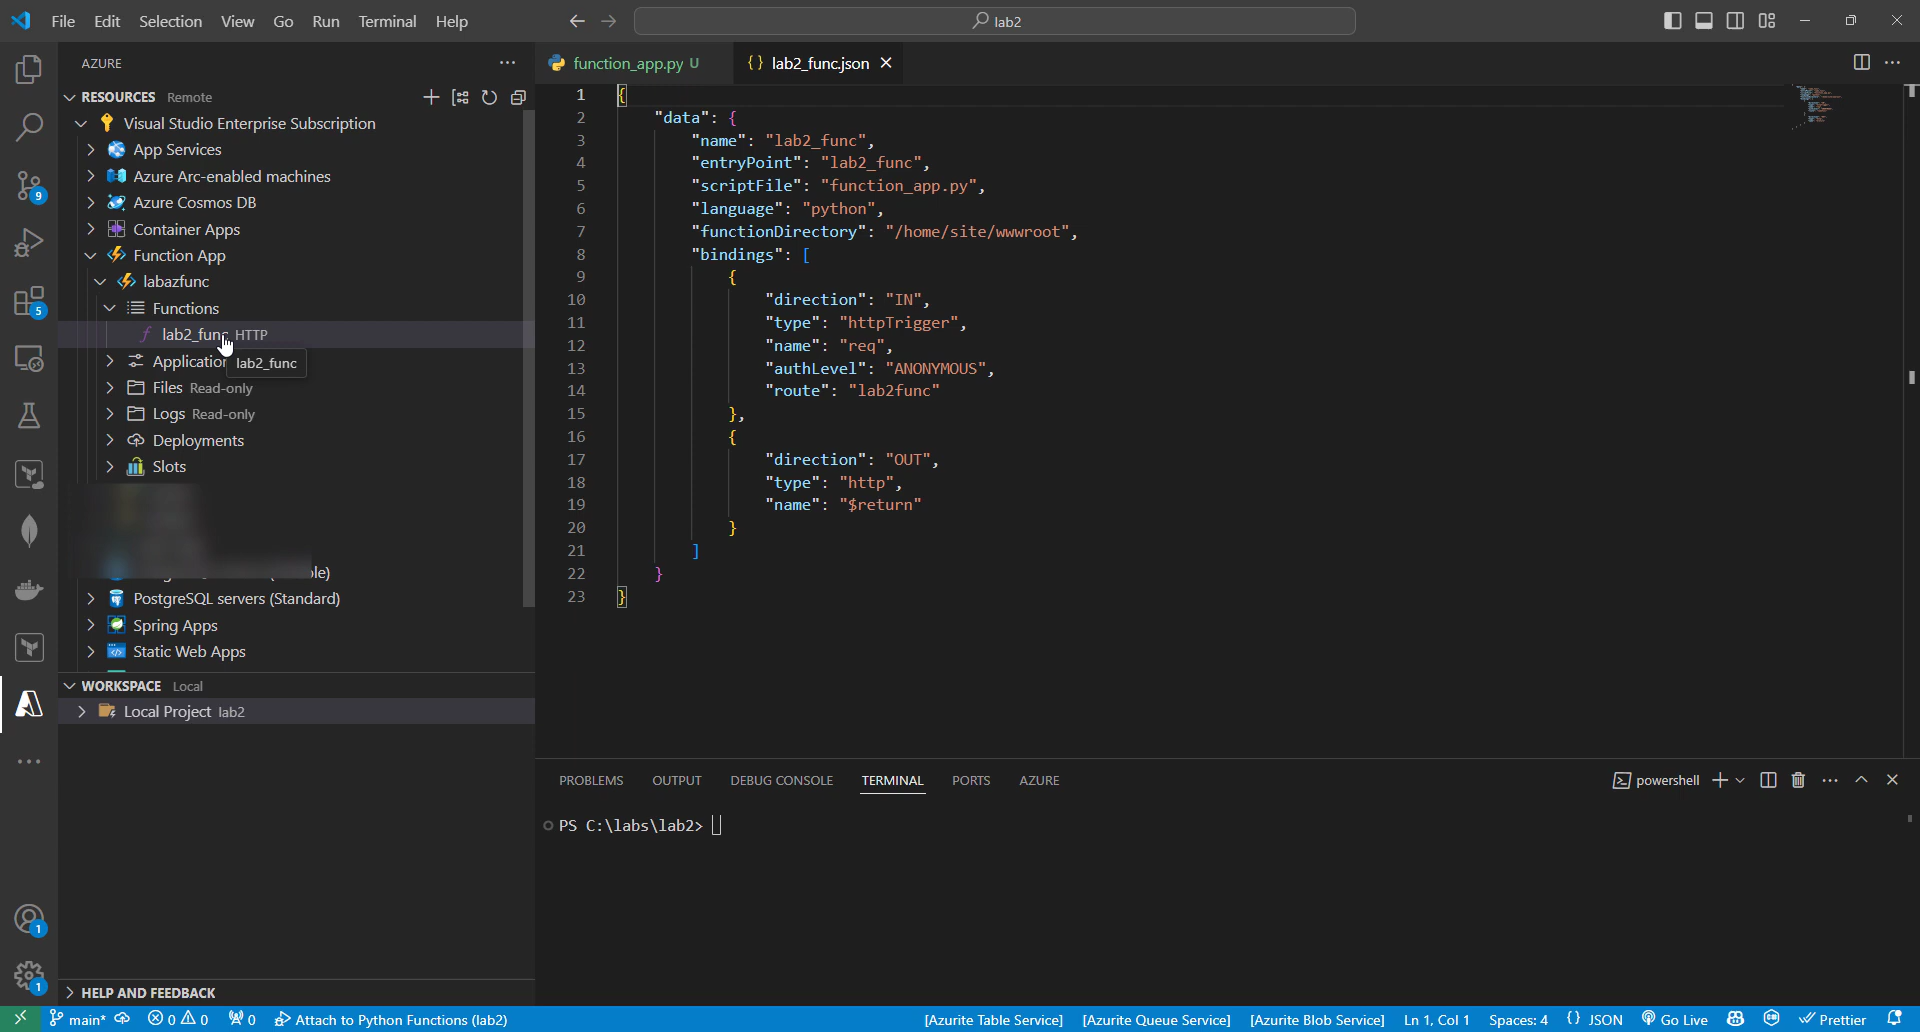 File Edit Selection View Go Run Terminal Help
lab2
AZURE
RESOURCES Remote
Visual Studio Enterprise Subscription
App Services
Azure Arc-enabled machines
Azure Cosmos DB
Container Apps
Function App
labazfunc
Functions
lab2_func HTTP
Application
lab2_func
Files Read-only
Logs Read-only
Deployments
Slots
PostgreSQL servers (Standard)
Spring Apps
Static Web Apps
WORKSPACE Local
Local Project lab2
HELP AND FEEDBACK
9
5
1
1
function_app.py U
{} lab2_func.json
1 {
2 "data": {
3 "name": "lab2_func",
4 "entryPoint": "lab2_func",
5 "scriptFile": "function_app.py",
6 "language": "python",
7 "functionDirectory": "/home/site/wwwroot",
8 "bindings": [
9 {
10 "direction": "IN",
11 "type": "httpTrigger",
12 "name": "req",
13 "authLevel": "ANONYMOUS",
14 "route": "lab2func"
15 },
16 {
17 "direction": "OUT",
18 "type": "http",
19 "name": "$return"
20 }
21 ]
22 }
23 }
PROBLEMS OUTPUT DEBUG CONSOLE TERMINAL PORTS AZURE
powershell
PS C:\labs\lab2>
main* 0 0 0 Attach to Python Functions (lab2) [Azurite Table Service] [Azurite Queue Service] [Azurite Blob Service] Ln 1, Col 1 Spaces: 4 {} JSON Go Live Prettier